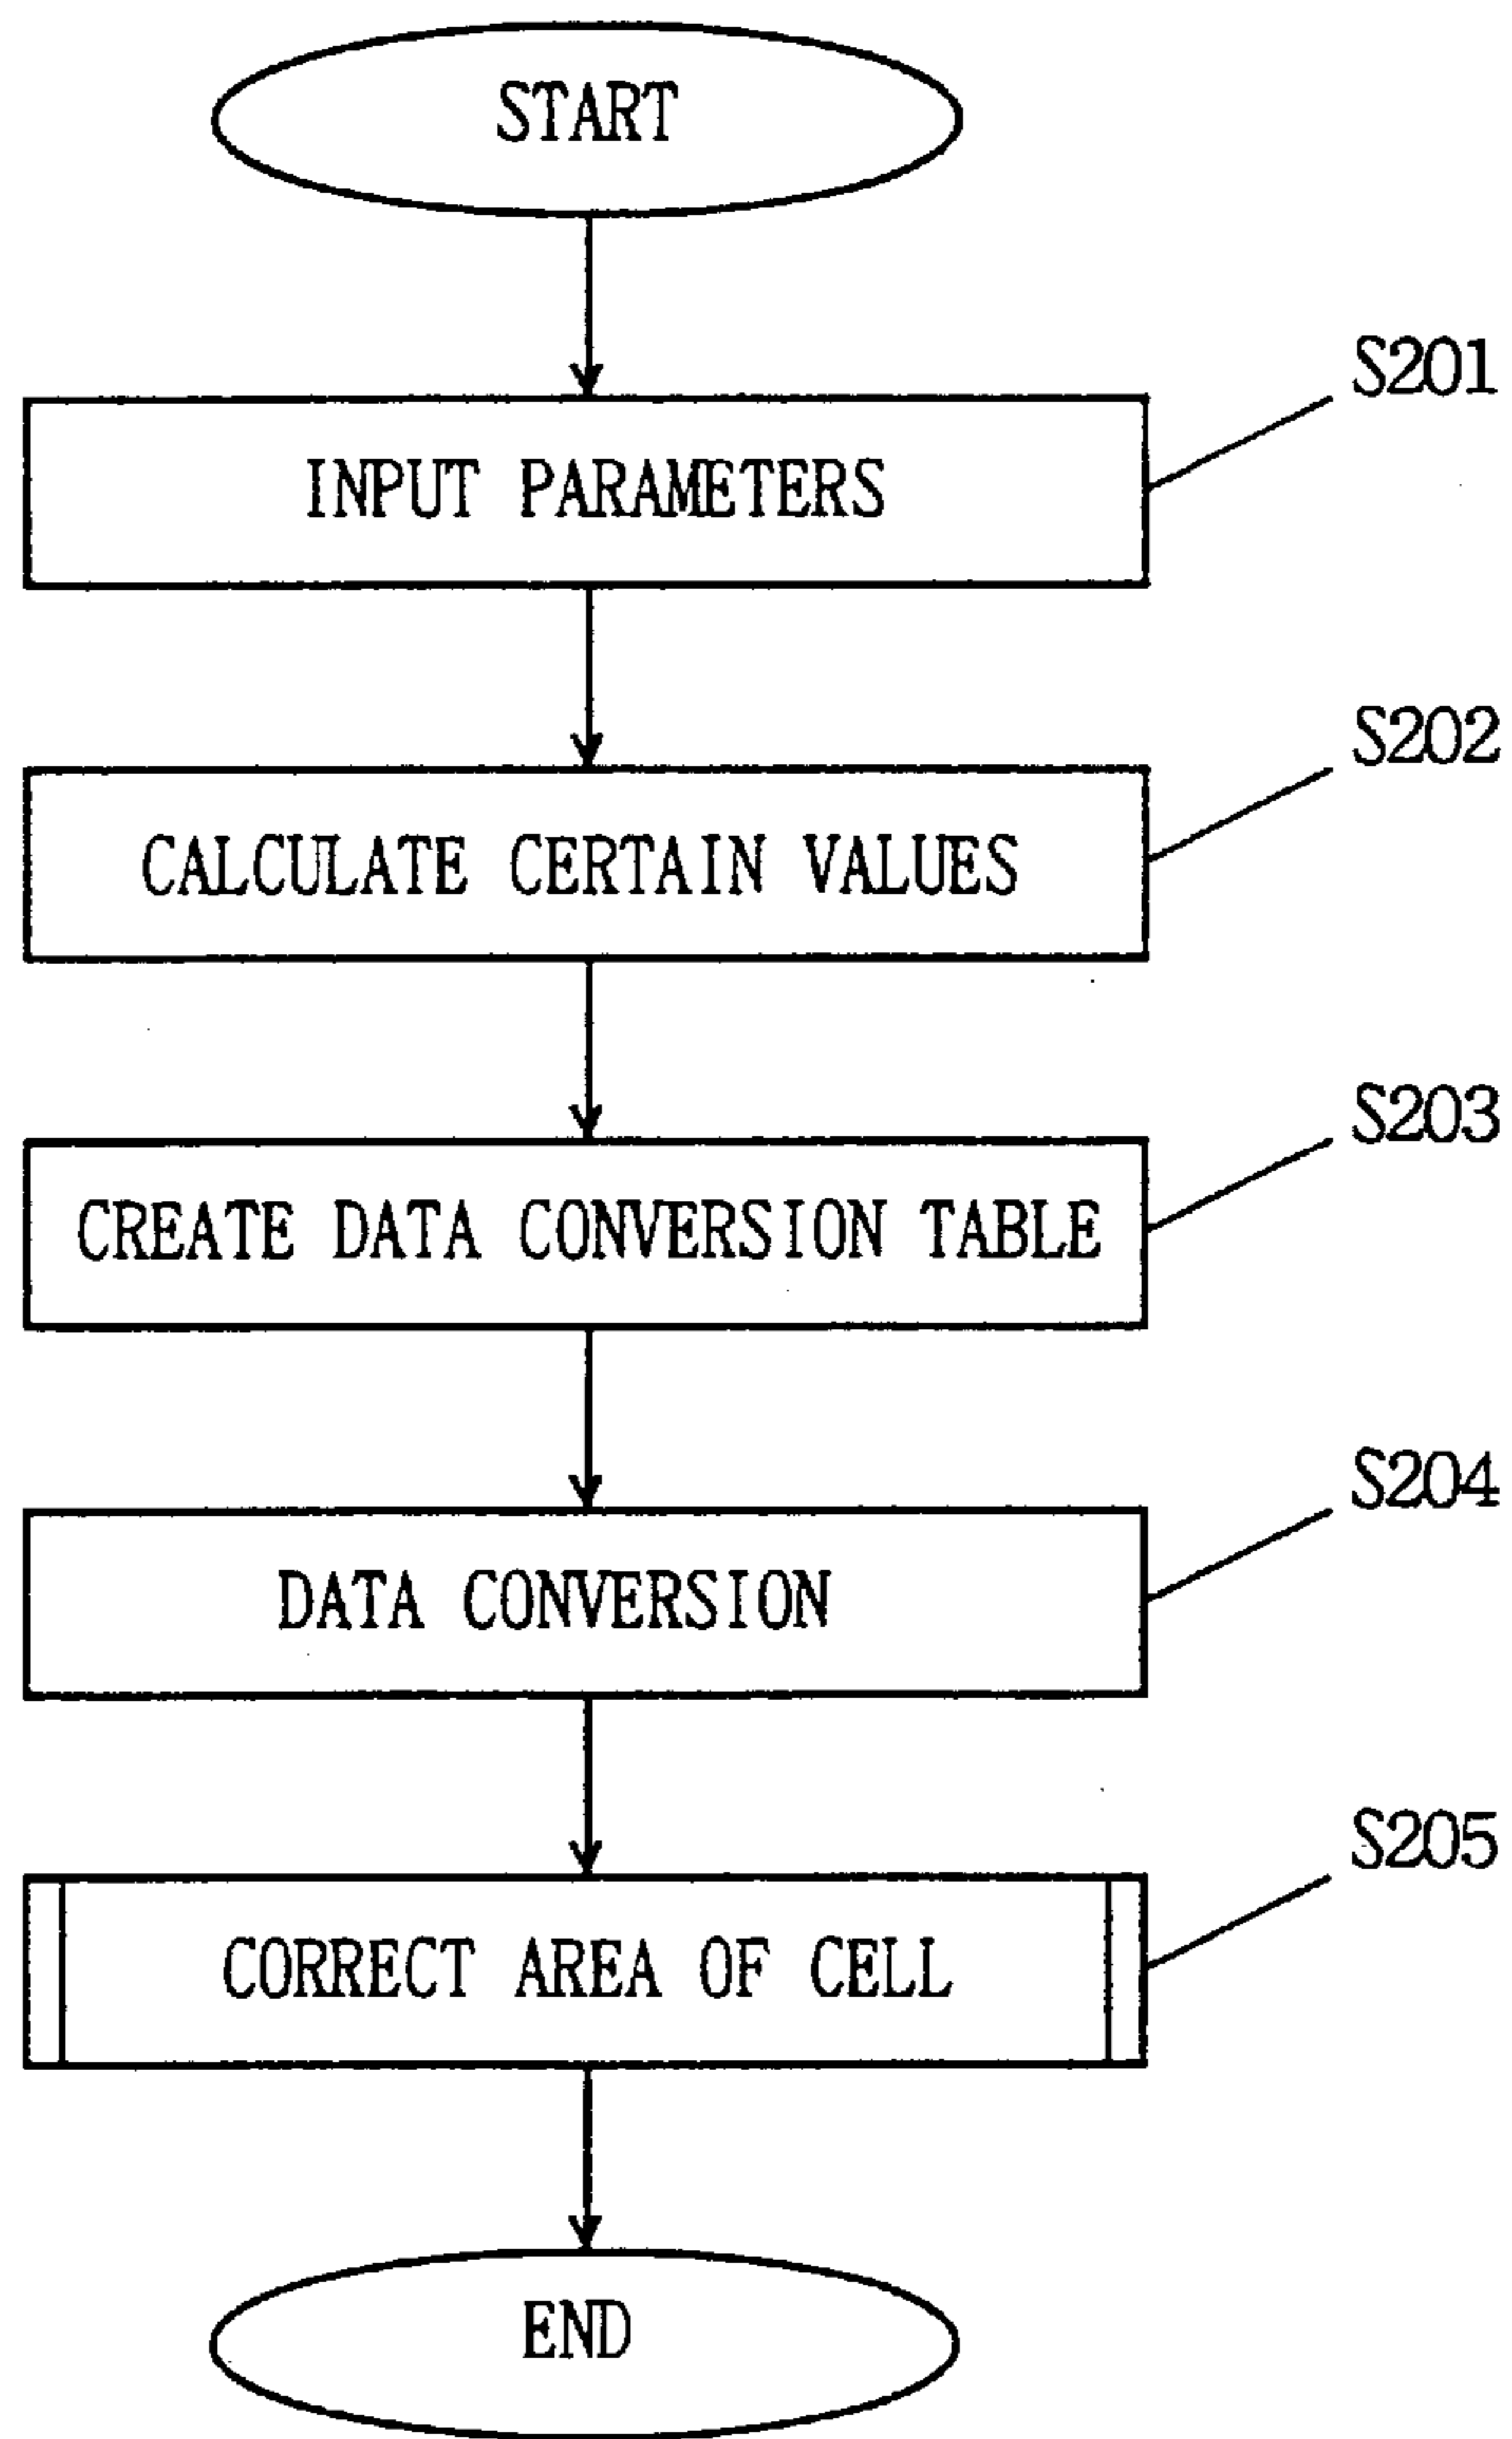 START
S201
INPUT PARAMETERS
S202
CALCULATE CERTAIN VALUES
S203
CREATE DATA CONVERSION TABLE
S204
DATA CONVERSION
S205
CORRECT AREA OF CELL
END